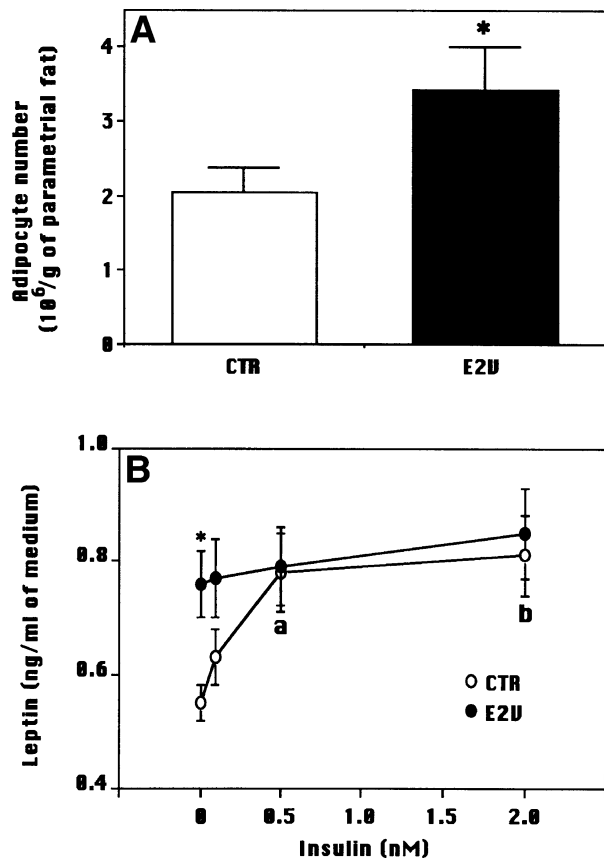 A
Adipocyte number
(10^6/g of parametrial fat)
4
3
2
1
0
*
CTR
E2V
B
Leptin (ng/ml of medium)
1.0
0.8
0.6
0.4
*
a
b
CTR
E2V
0
0.5
1.0
1.5
2.0
Insulin (nM)